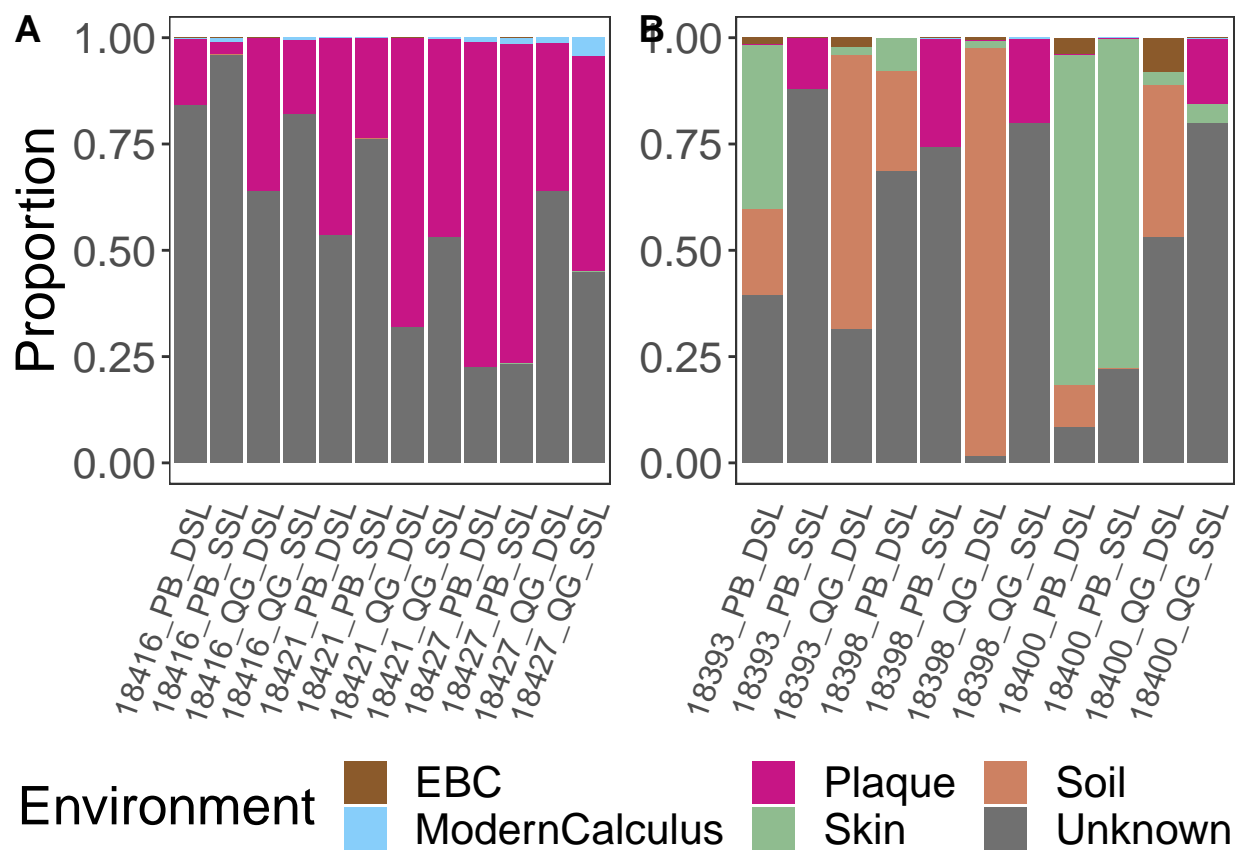 A
B
Proportion
1.00
0.75
0.50
0.25
0.00
1.00
0.75
0.50
0.25
0.00
18416_PB_DSL
18416_PB_SSL
18416_QG_DSL
18416_QG_SSL
18421_PB_DSL
18421_PB_SSL
18421_QG_DSL
18421_QG_SSL
18427_PB_DSL
18427_PB_SSL
18427_QG_DSL
18427_QG_SSL
18393_PB_DSL
18393_PB_SSL
18393_QG_DSL
18398_PB_DSL
18398_PB_SSL
18398_QG_DSL
18398_QG_SSL
18400_PB_DSL
18400_PB_SSL
18400_QG_DSL
18400_QG_SSL
Environment
EBC
ModernCalculus
Plaque
Skin
Soil
Unknown